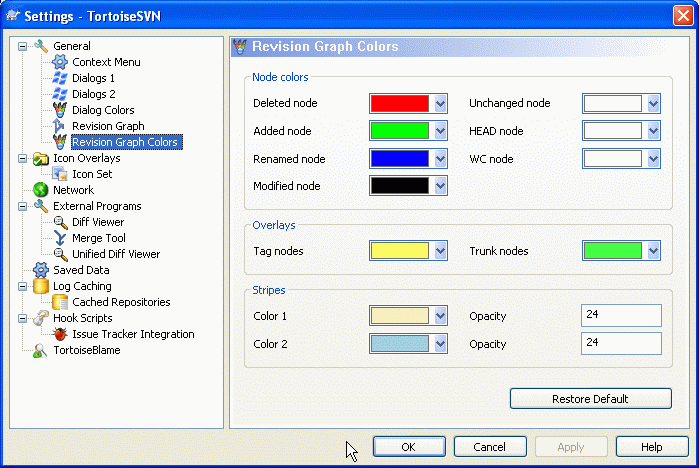 Settings - TortoiseSVN
General
Context Menu
Dialogs 1
Dialogs 2
Dialog Colors
Revision Graph
Revision Graph Colors
Icon Overlays
Icon Set
Network
External Programs
Diff Viewer
Merge Tool
Unified Diff Viewer
Saved Data
Log Caching
Cached Repositories
Hook Scripts
Issue Tracker Integration
TortoiseBlame
Revision Graph Colors
Node colors
Deleted node Unchanged node
Added node HEAD node
Renamed node WC node
Modified node
Overlays
Tag nodes Trunk nodes
Stripes
Color 1 Opacity 24
Color 2 Opacity 24
Restore Default
OK Cancel Apply Help